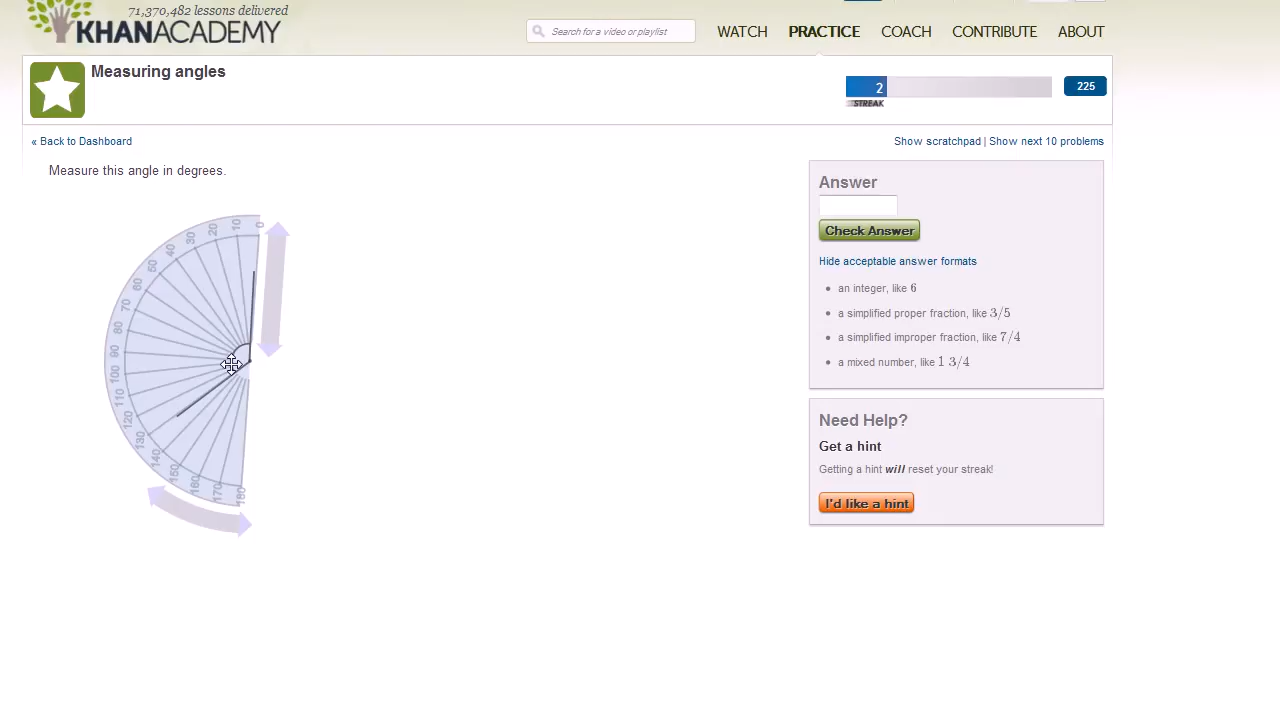 71,370,482 lessons delivered
KHANACADEMY
Search for a video or playlist
WATCH
PRACTICE
COACH
CONTRIBUTE
ABOUT
Measuring angles
2
STREAK
225
« Back to Dashboard
Show scratchpad | Show next 10 problems
Measure this angle in degrees.
0
10
20
30
40
50
60
70
80
90
100
110
120
130
140
150
160
170
180
Answer
Check Answer
Hide acceptable answer formats
• an integer, like 6
• a simplified proper fraction, like 3/5
• a simplified improper fraction, like 7/4
• a mixed number, like 1 3/4
Need Help?
Get a hint
Getting a hint will reset your streak!
I'd like a hint